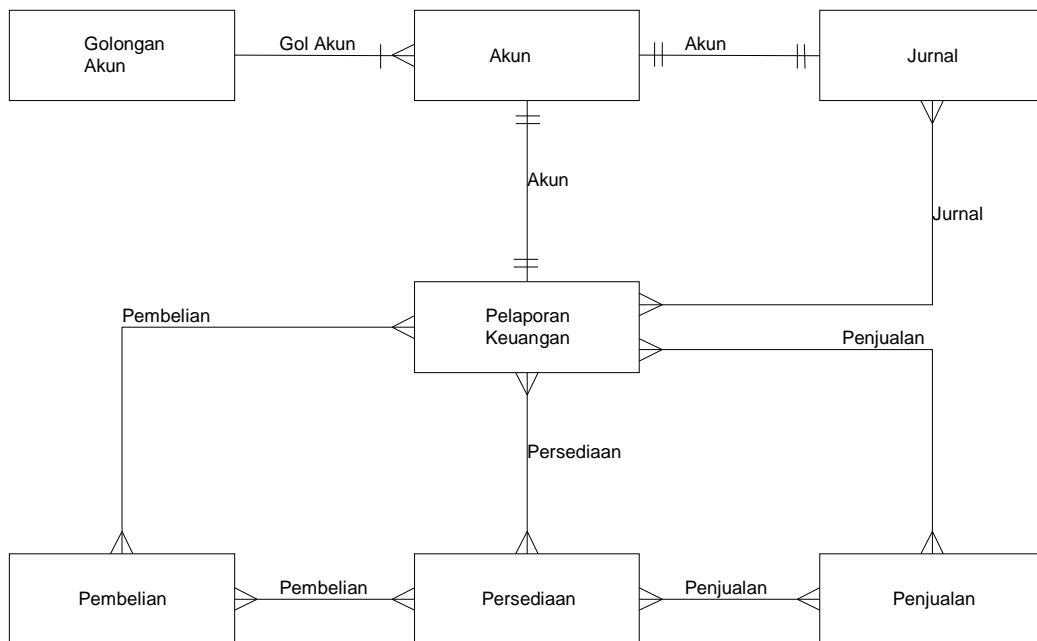 Golongan
Akun
Gol Akun
Akun
Akun
Jurnal
Akun
Jurnal
Pembelian
Pelaporan
Keuangan
Penjualan
Persediaan
Pembelian
Pembelian
Persediaan
Penjualan
Penjualan